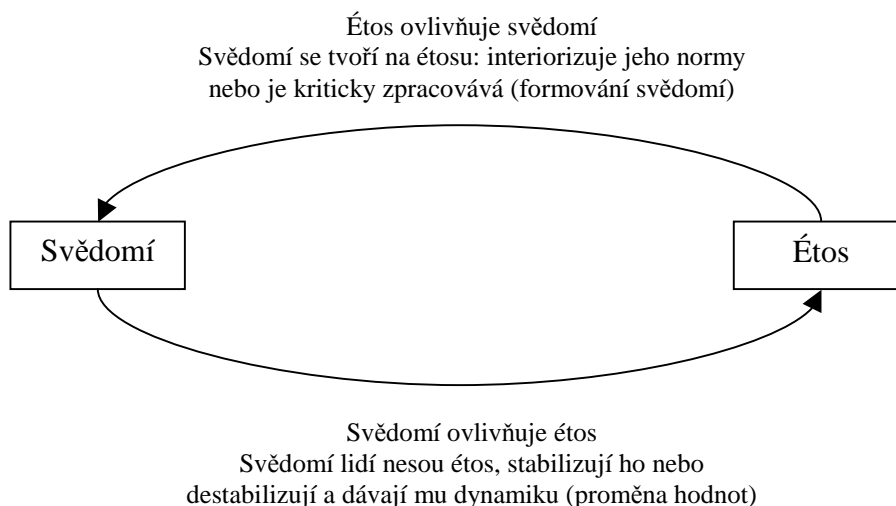 Étos ovlivňuje svědomí
Svědomí se tvoří na étosu: interiorizuje jeho normy
nebo je kriticky zpracovává (formování svědomí)
Svědomí
Étos
Svědomí ovlivňuje étos
Svědomí lidí nesou étos, stabilizují ho nebo
destabilizují a dávají mu dynamiku (proměna hodnot)